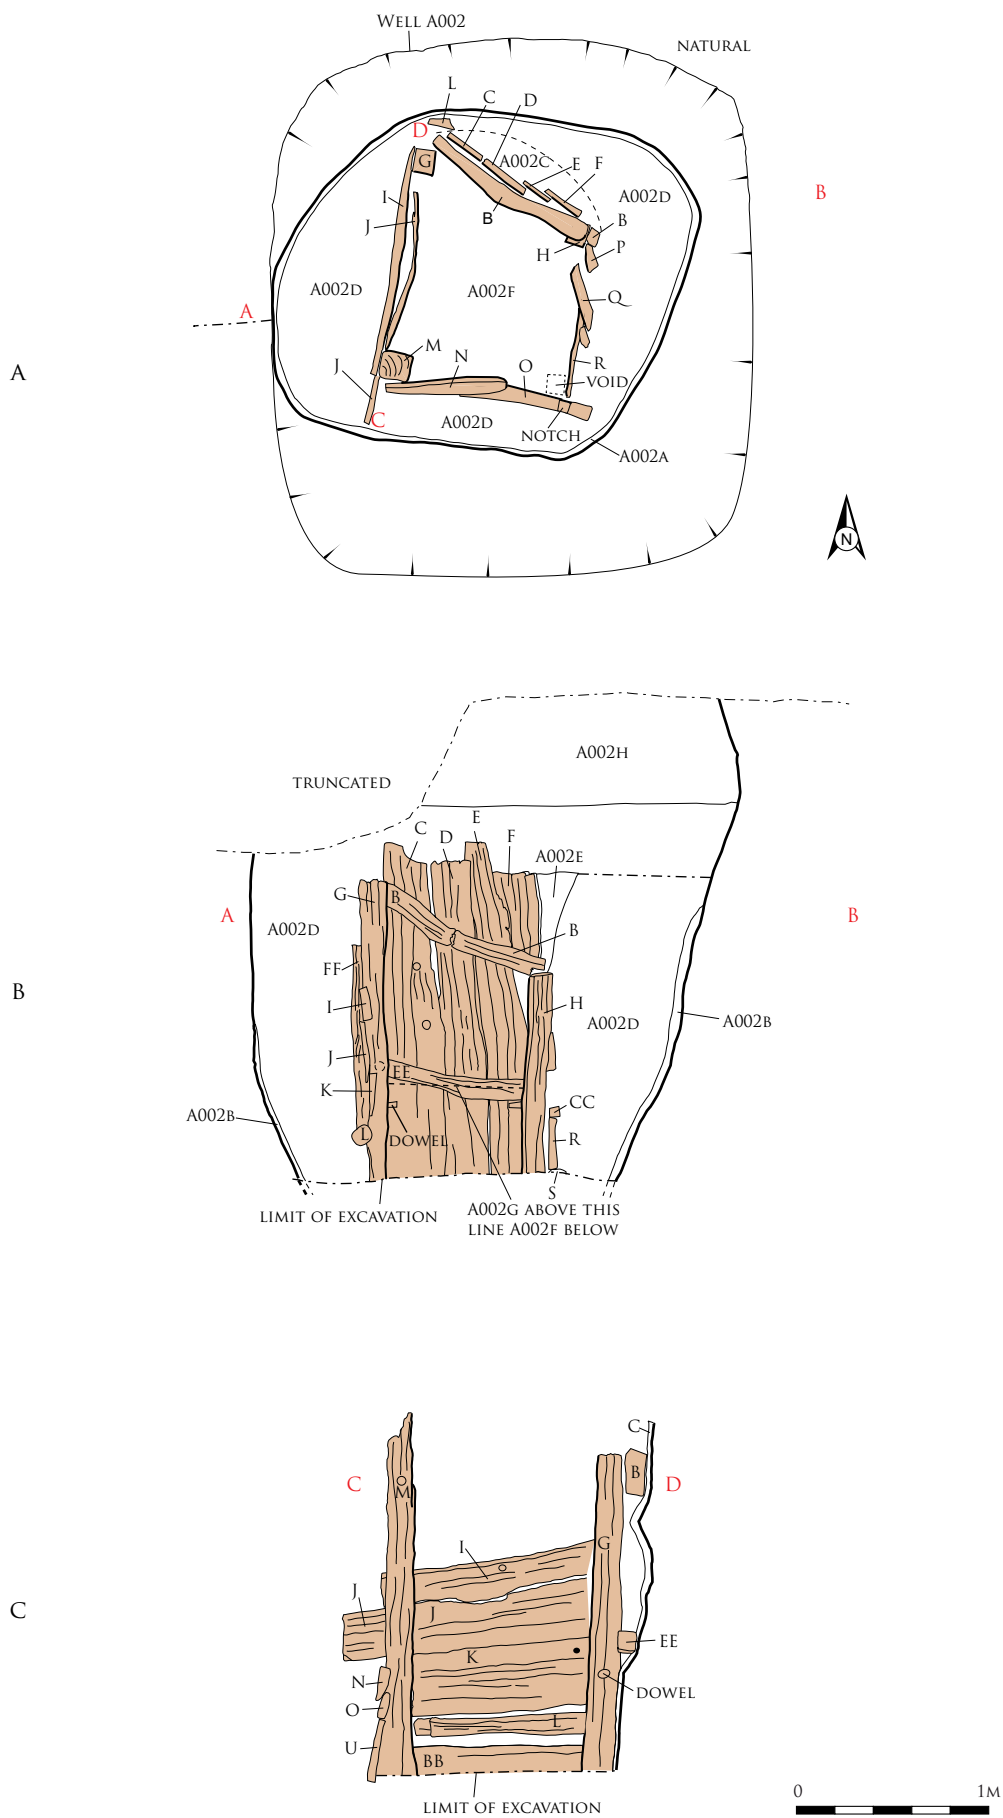 WELL A002
NATURAL
L
C
D
D
A002C
E
F
G
A002D
B
I
J
B
B
H
P
A002D
A002F
Q
A
A
M
N
O
R
J
VOID
C
A002D
NOTCH
A002A
N
A002H
TRUNCATED
E
C
D
F
A002E
G
B
A
B
A002D
B
FF
B
I
H
A002D
A002B
J
EE
K
CC
A002B
L
DOWEL
R
S
LIMIT OF EXCAVATION
A002G ABOVE THIS
LINE A002F BELOW
C
B
C
M
D
G
I
J
J
C
K
EE
N
DOWEL
O
L
U
BB
0 1M
LIMIT OF EXCAVATION